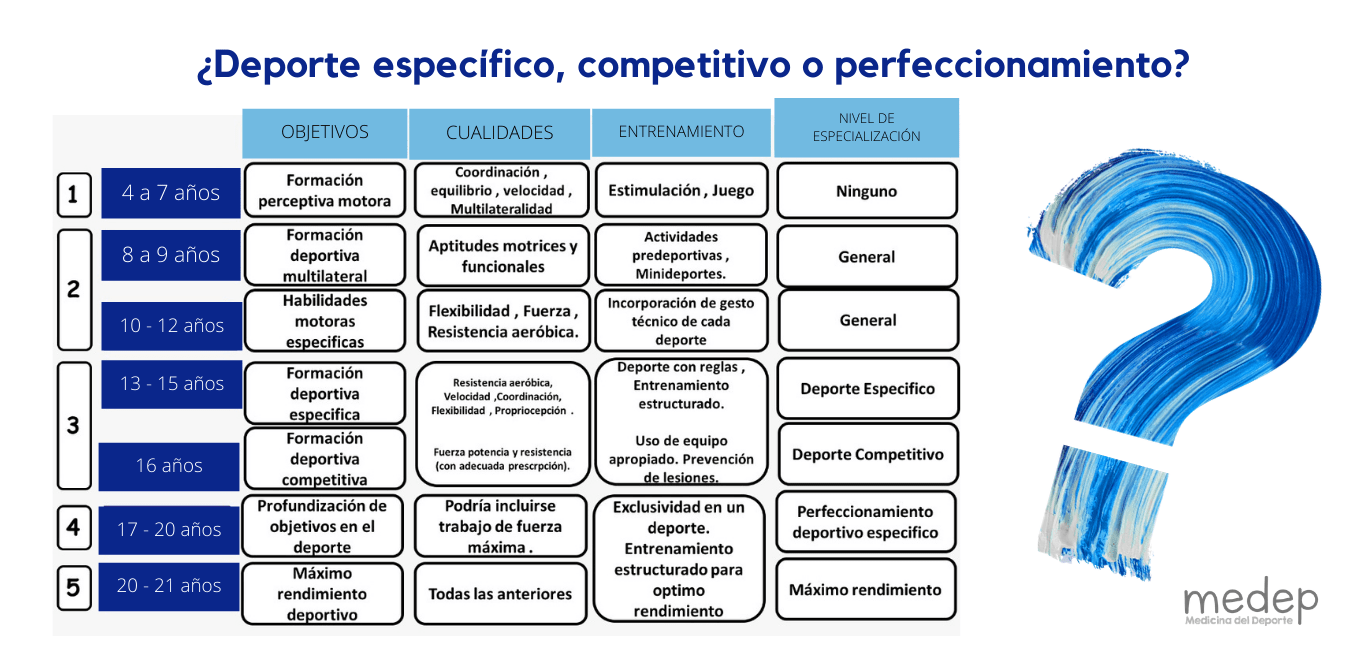 ¿Deporte específico, competitivo o perfeccionamiento?
OBJETIVOS
CUALIDADES
ENTRENAMIENTO
NIVEL DE
ESPECIALIZACIÓN
1
4 a 7 años
Formación
perceptiva motora
Coordinación ,
equilibrio , velocidad ,
Multilateralidad
Estimulación , Juego
Ninguno
2
8 a 9 años
Formación
deportiva
multilateral
Aptitudes motrices y
funcionales
Actividades
predeportivas ,
Minideportes.
General
10 - 12 años
Habilidades
motoras
especificas
Flexibilidad , Fuerza ,
Resistencia aeróbica.
Incorporación de gesto
técnico de cada
deporte
General
3
13 - 15 años
Formación
deportiva
especifica
Resistencia aeróbica,
Velocidad ,Coordinación,
Flexibilidad , Propriocepción .
Fuerza potencia y resistencia
(con adecuada prescrpción).
Deporte con reglas ,
Entrenamiento
estructurado.
Uso de equipo
apropiado. Prevención
de lesiones.
Deporte Especifico
16 años
Formación
deportiva
competitiva
Deporte Competitivo
4
17 - 20 años
Profundización de
objetivos en el
deporte
Podría incluirse
trabajo de fuerza
máxima .
Exclusividad en un
deporte.
Entrenamiento
estructurado para
optimo
rendimiento
Perfeccionamiento
deportivo especifico
5
20 - 21 años
Máximo
rendimiento
deportivo
Todas las anteriores
Máximo rendimiento
medep
Medicina del Deporte